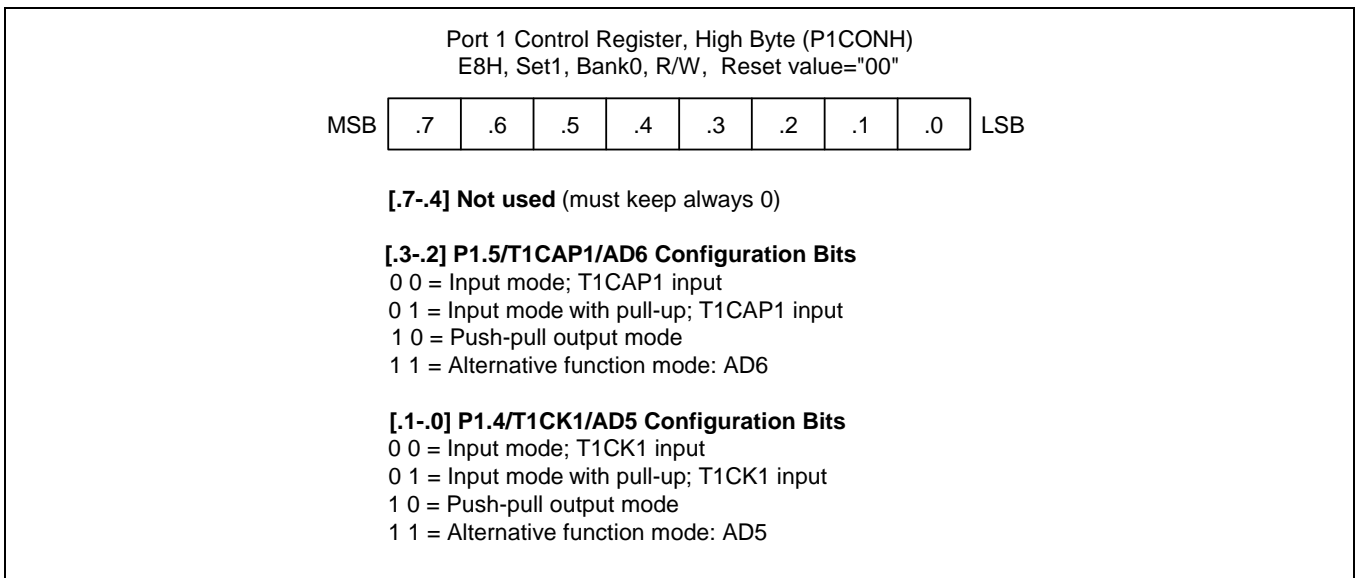 Port 1 Control Register, High Byte (P1CONH)
E8H, Set1, Bank0, R/W, Reset value="00"
MSB .7 .6 .5 .4 .3 .2 .1 .0 LSB
[.7-.4] Not used (must keep always 0)
[.3-.2] P1.5/T1CAP1/AD6 Configuration Bits
0 0 = Input mode; T1CAP1 input
0 1 = Input mode with pull-up; T1CAP1 input
1 0 = Push-pull output mode
1 1 = Alternative function mode: AD6
[.1-.0] P1.4/T1CK1/AD5 Configuration Bits
0 0 = Input mode; T1CK1 input
0 1 = Input mode with pull-up; T1CK1 input
1 0 = Push-pull output mode
1 1 = Alternative function mode: AD5